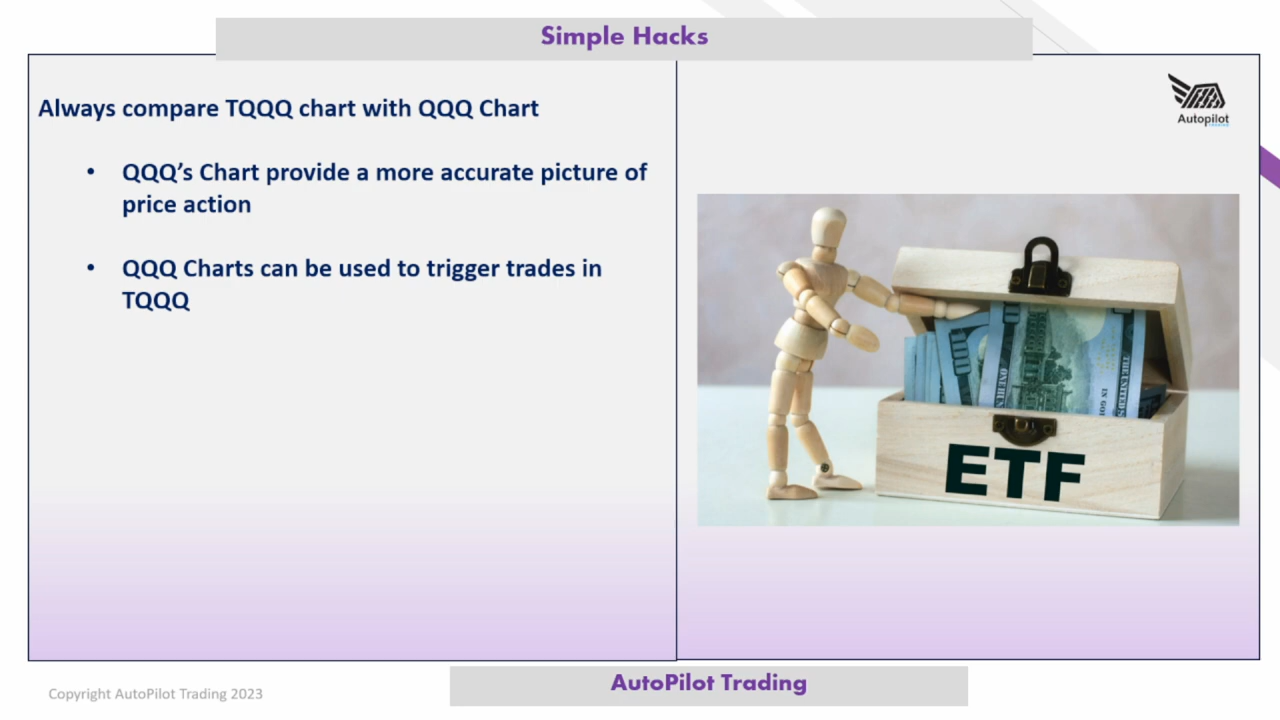 Simple Hacks
Always compare TQQQ chart with QQQ Chart
• QQQ's Chart provide a more accurate picture of
price action
• QQQ Charts can be used to trigger trades in
TQQQ
Autopilot
ETF
100
Copyright AutoPilot Trading 2023
AutoPilot Trading